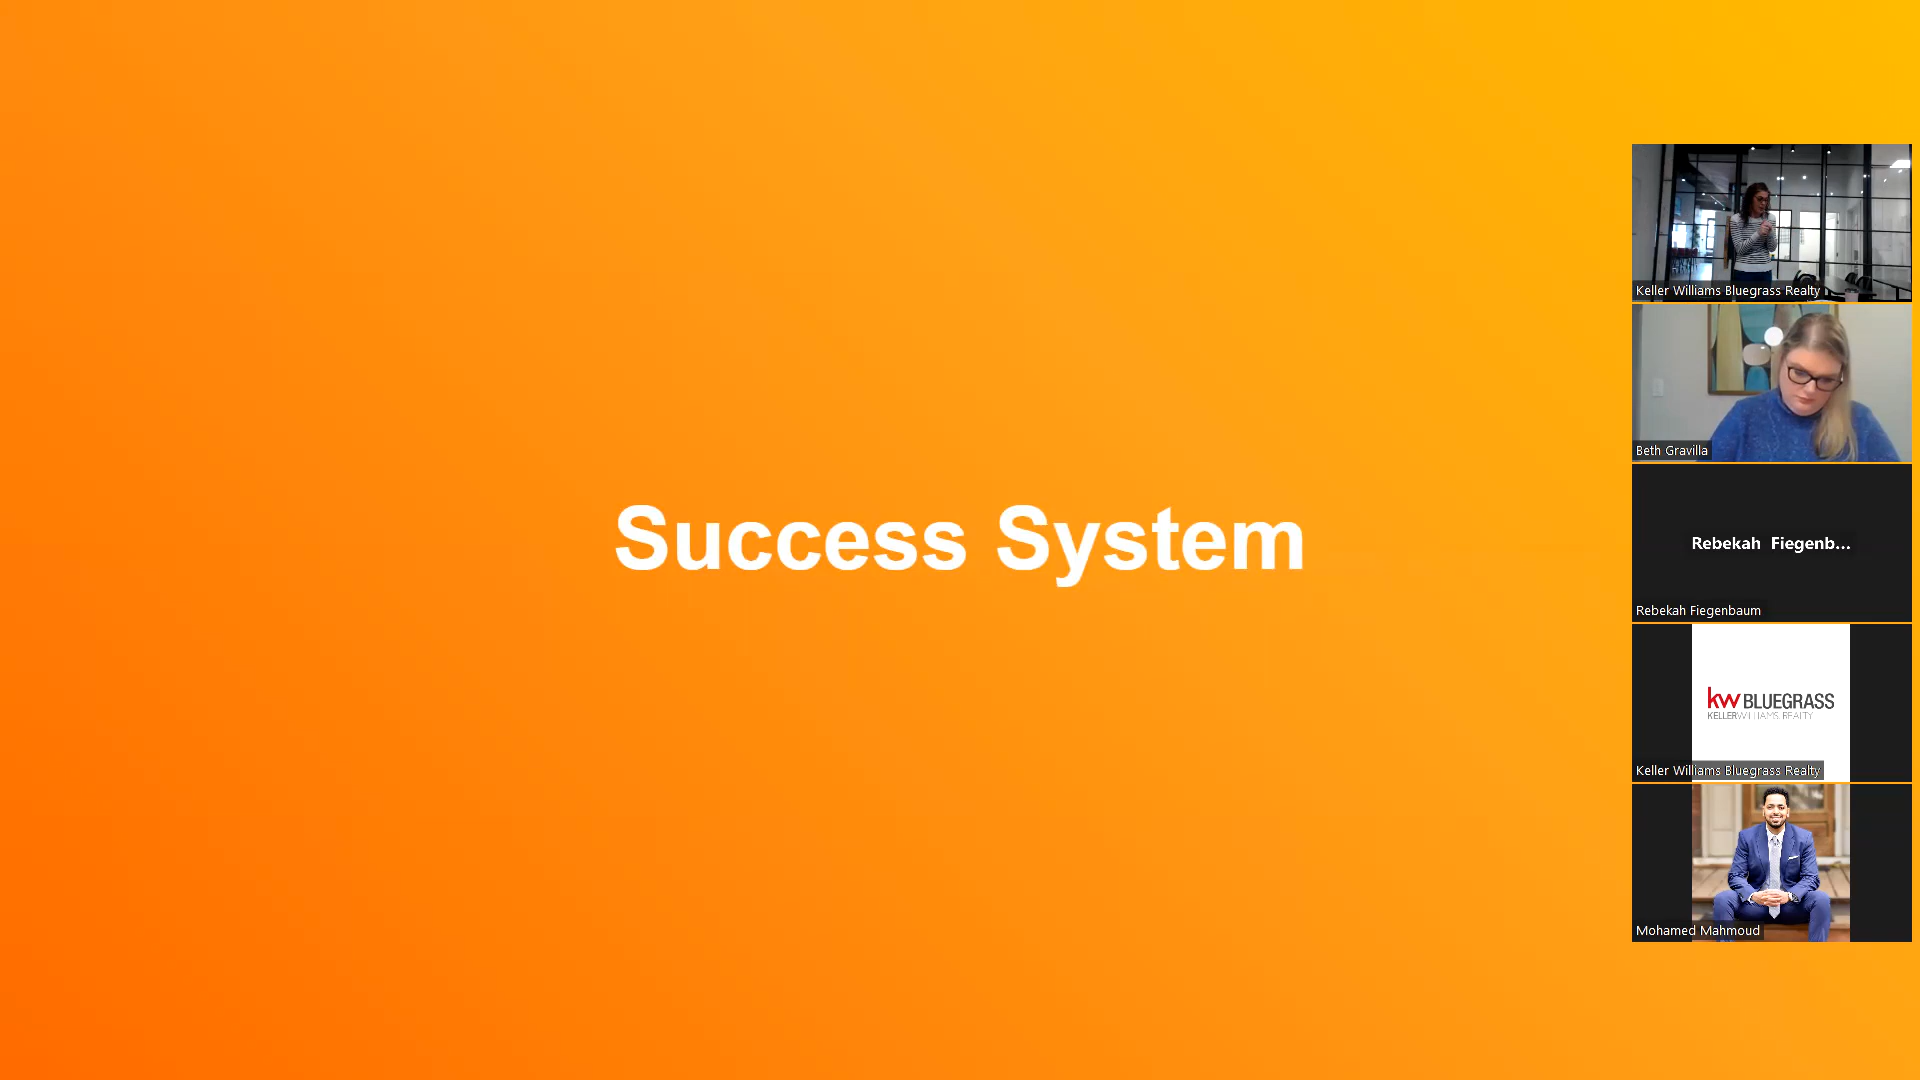 Success System
Keller Williams Bluegrass Realty
Beth Gravilla
Rebekah Fiegenb...
Rebekah Fiegenbaum
kw BLUEGRASS
KELLERWILLIAMS. REALTY
Keller Williams Bluegrass Realty
Mohamed Mahmoud